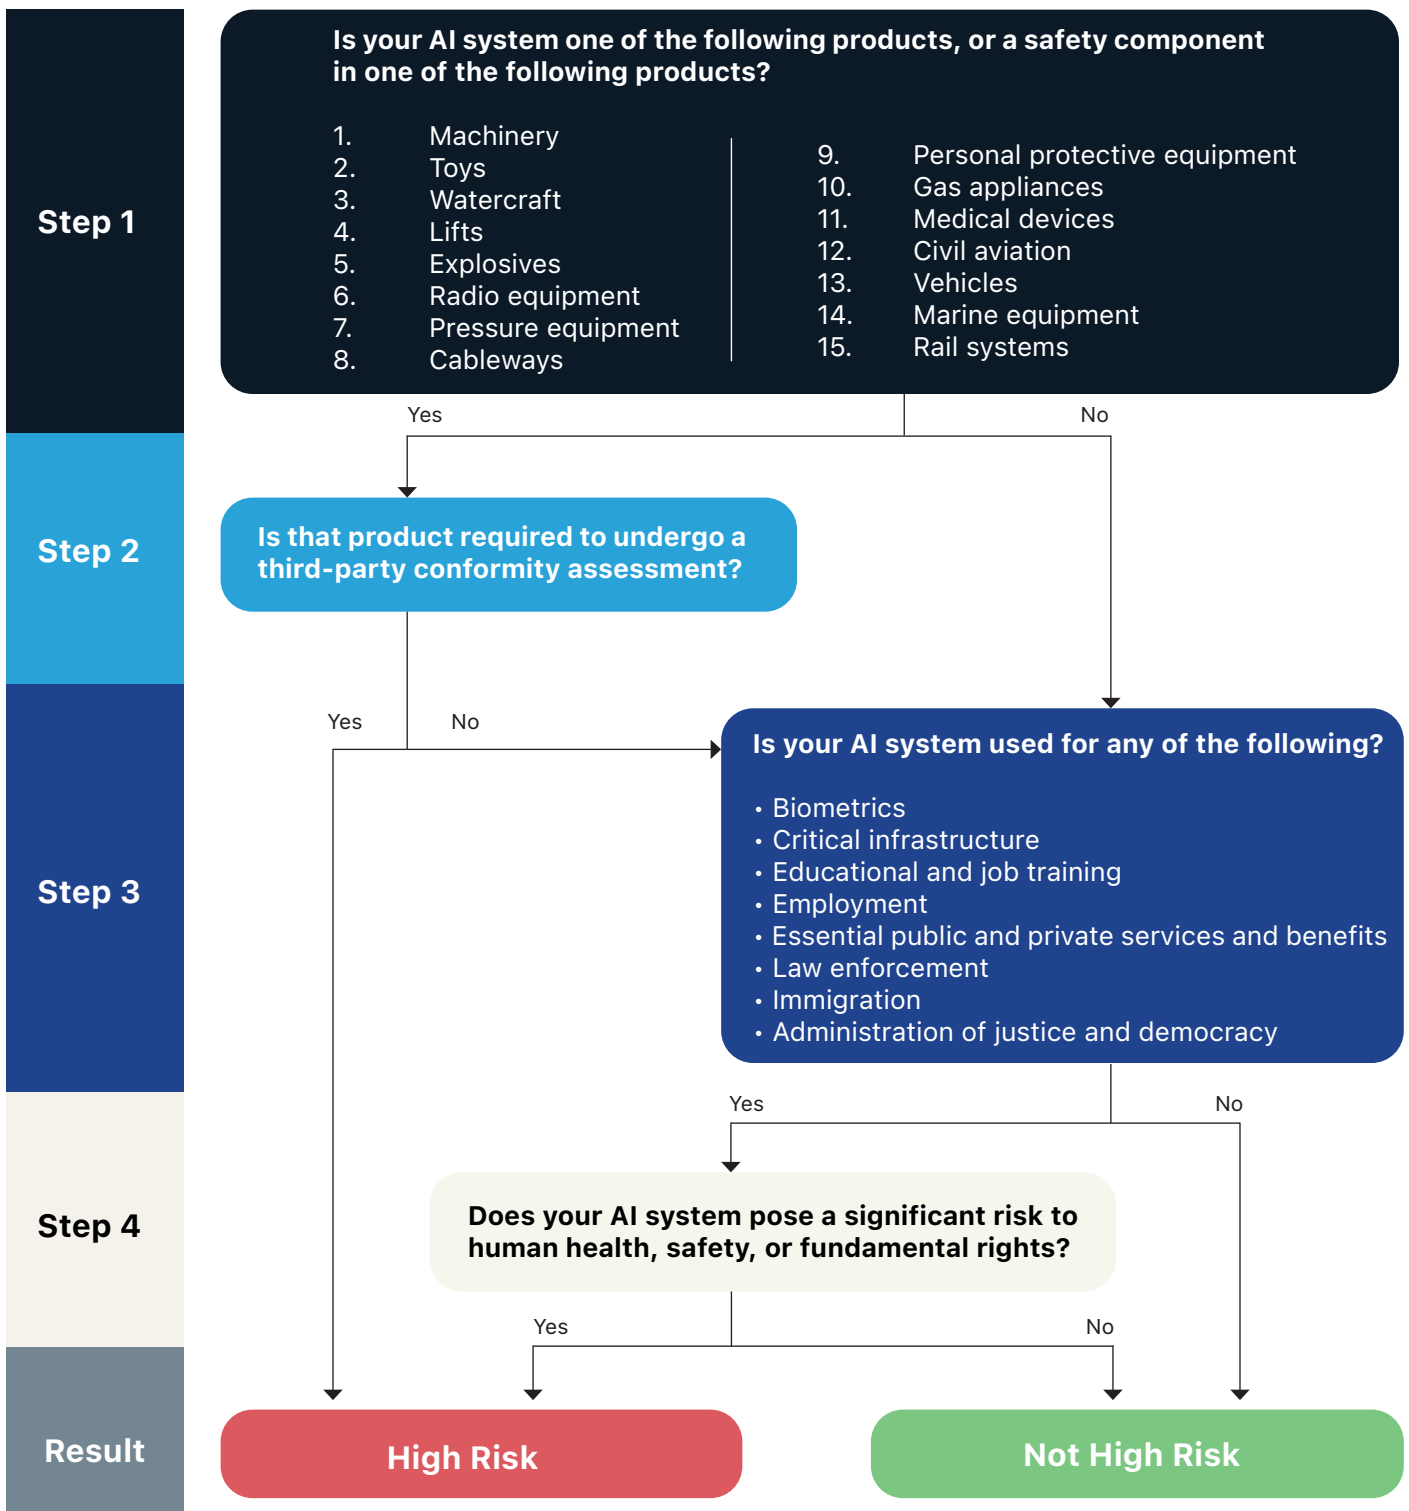 Step 1
Is your AI system one of the following products, or a safety component
in one of the following products?
1. Machinery
2. Toys
3. Watercraft
4. Lifts
5. Explosives
6. Radio equipment
7. Pressure equipment
8. Cableways
9. Personal protective equipment
10. Gas appliances
11. Medical devices
12. Civil aviation
13. Vehicles
14. Marine equipment
15. Rail systems
Yes
No
Step 2
Is that product required to undergo a
third-party conformity assessment?
Yes
No
Step 3
Is your AI system used for any of the following?
• Biometrics
• Critical infrastructure
• Educational and job training
• Employment
• Essential public and private services and benefits
• Law enforcement
• Immigration
• Administration of justice and democracy
Yes
No
Step 4
Does your AI system pose a significant risk to
human health, safety, or fundamental rights?
Yes
No
Result
High Risk
Not High Risk